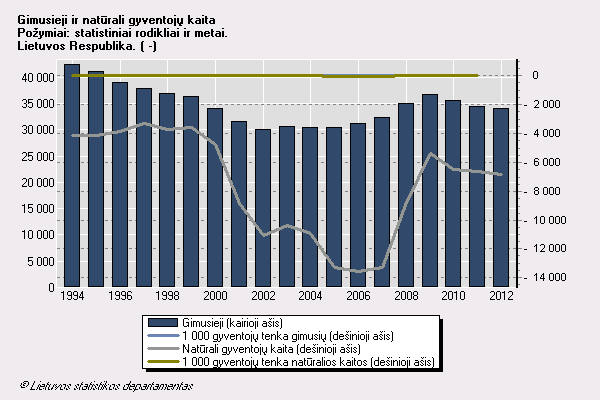 Gimusieji ir natūrali gyventojų kaita
Požymiai: statistiniai rodikliai ir metai.
Lietuvos Respublika. ( -)
40 000
35 000
30 000
25 000
20 000
15 000
10 000
5 000
0
0
- 2 000
- 4 000
- 6 000
- 8 000
- 10 000
- 12 000
- 14 000
1994 1996 1998 2000 2002 2004 2006 2008 2010 2012
Gimusieji (kairioji ašis)
1 000 gyventojų tenka gimusių (dešinioji ašis)
Natūrali gyventojų kaita (dešinioji ašis)
1 000 gyventojų tenka natūralios kaitos (dešinioji ašis)
© Lietuvos statistikos departamentas